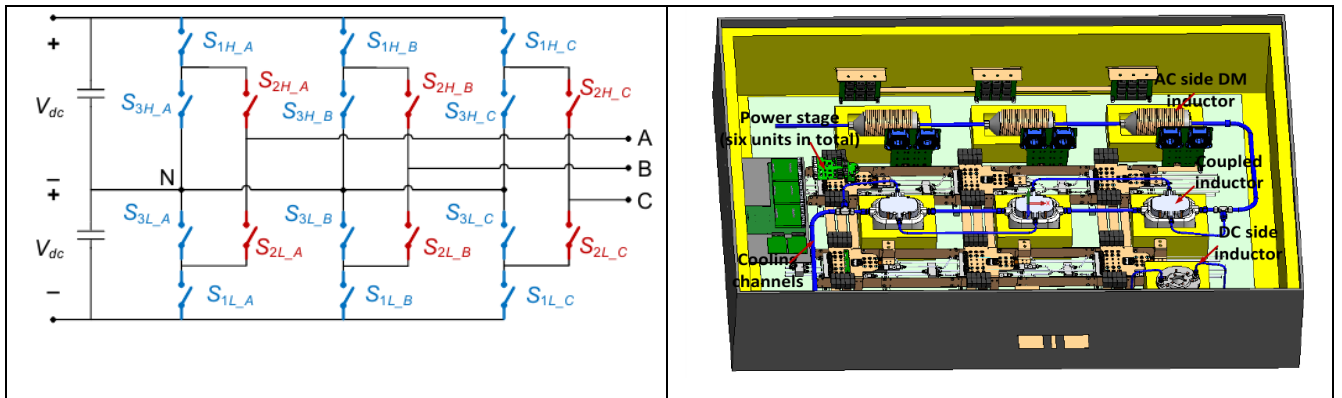 +
S1H_A
S1H_B
S1H_C
Vdc
S3H_A
S2H_A
S3H_B
S2H_B
S3H_C
S2H_C
A
–
N
B
+
C
Vdc
S3L_A
S2L_A
S3L_B
S2L_B
S3L_C
S2L_C
–
S1L_A
S1L_B
S1L_C
AC side DM
inductor
Power stage
(six units in total)
Coupled
inductor
DC side
inductor
Cooling
channels